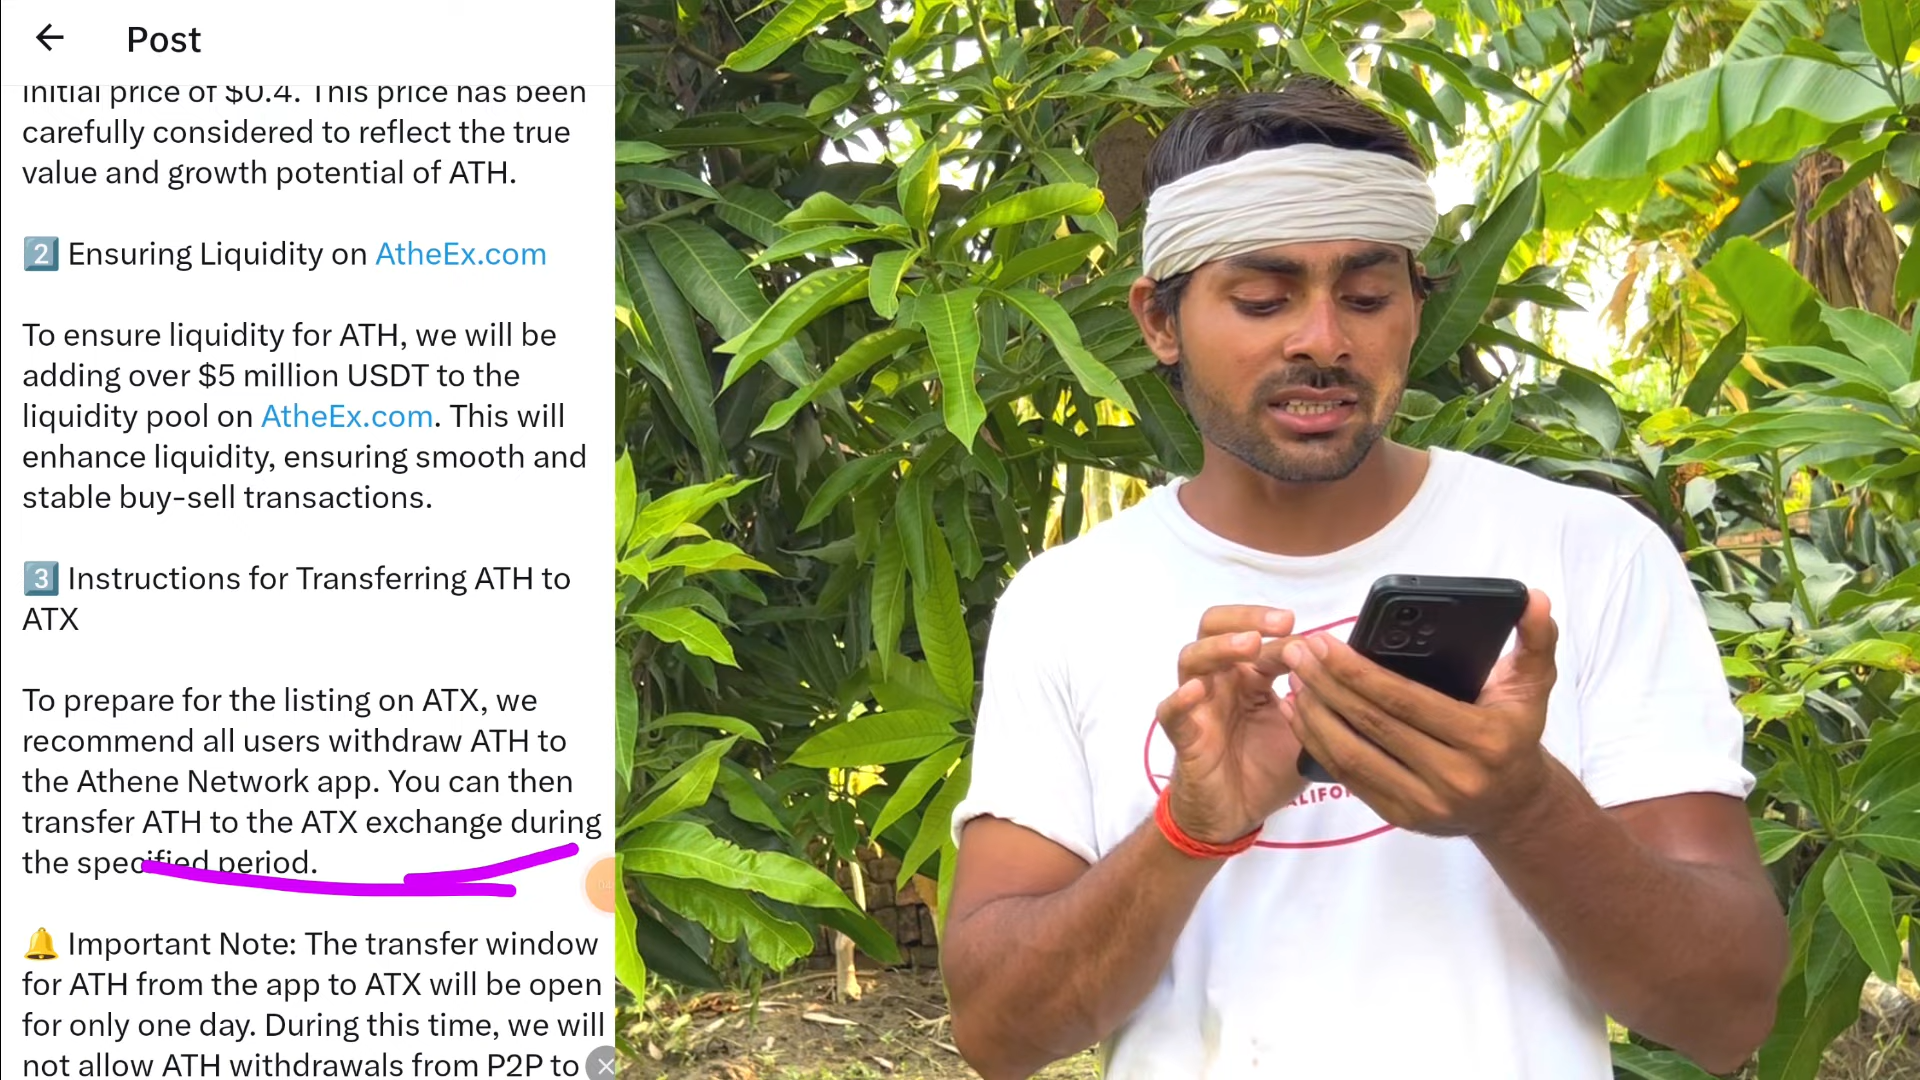 Post
initial price of $0.4. This price has been
carefully considered to reflect the true
value and growth potential of ATH.
2️⃣ Ensuring Liquidity on AtheEx.com
To ensure liquidity for ATH, we will be
adding over $5 million USDT to the
liquidity pool on AtheEx.com. This will
enhance liquidity, ensuring smooth and
stable buy-sell transactions.
3️⃣ Instructions for Transferring ATH to
ATX
To prepare for the listing on ATX, we
recommend all users withdraw ATH to
the Athene Network app. You can then
transfer ATH to the ATX exchange during
the specified period.
🔔 Important Note: The transfer window
for ATH from the app to ATX will be open
for only one day. During this time, we will
not allow ATH withdrawals from P2P to